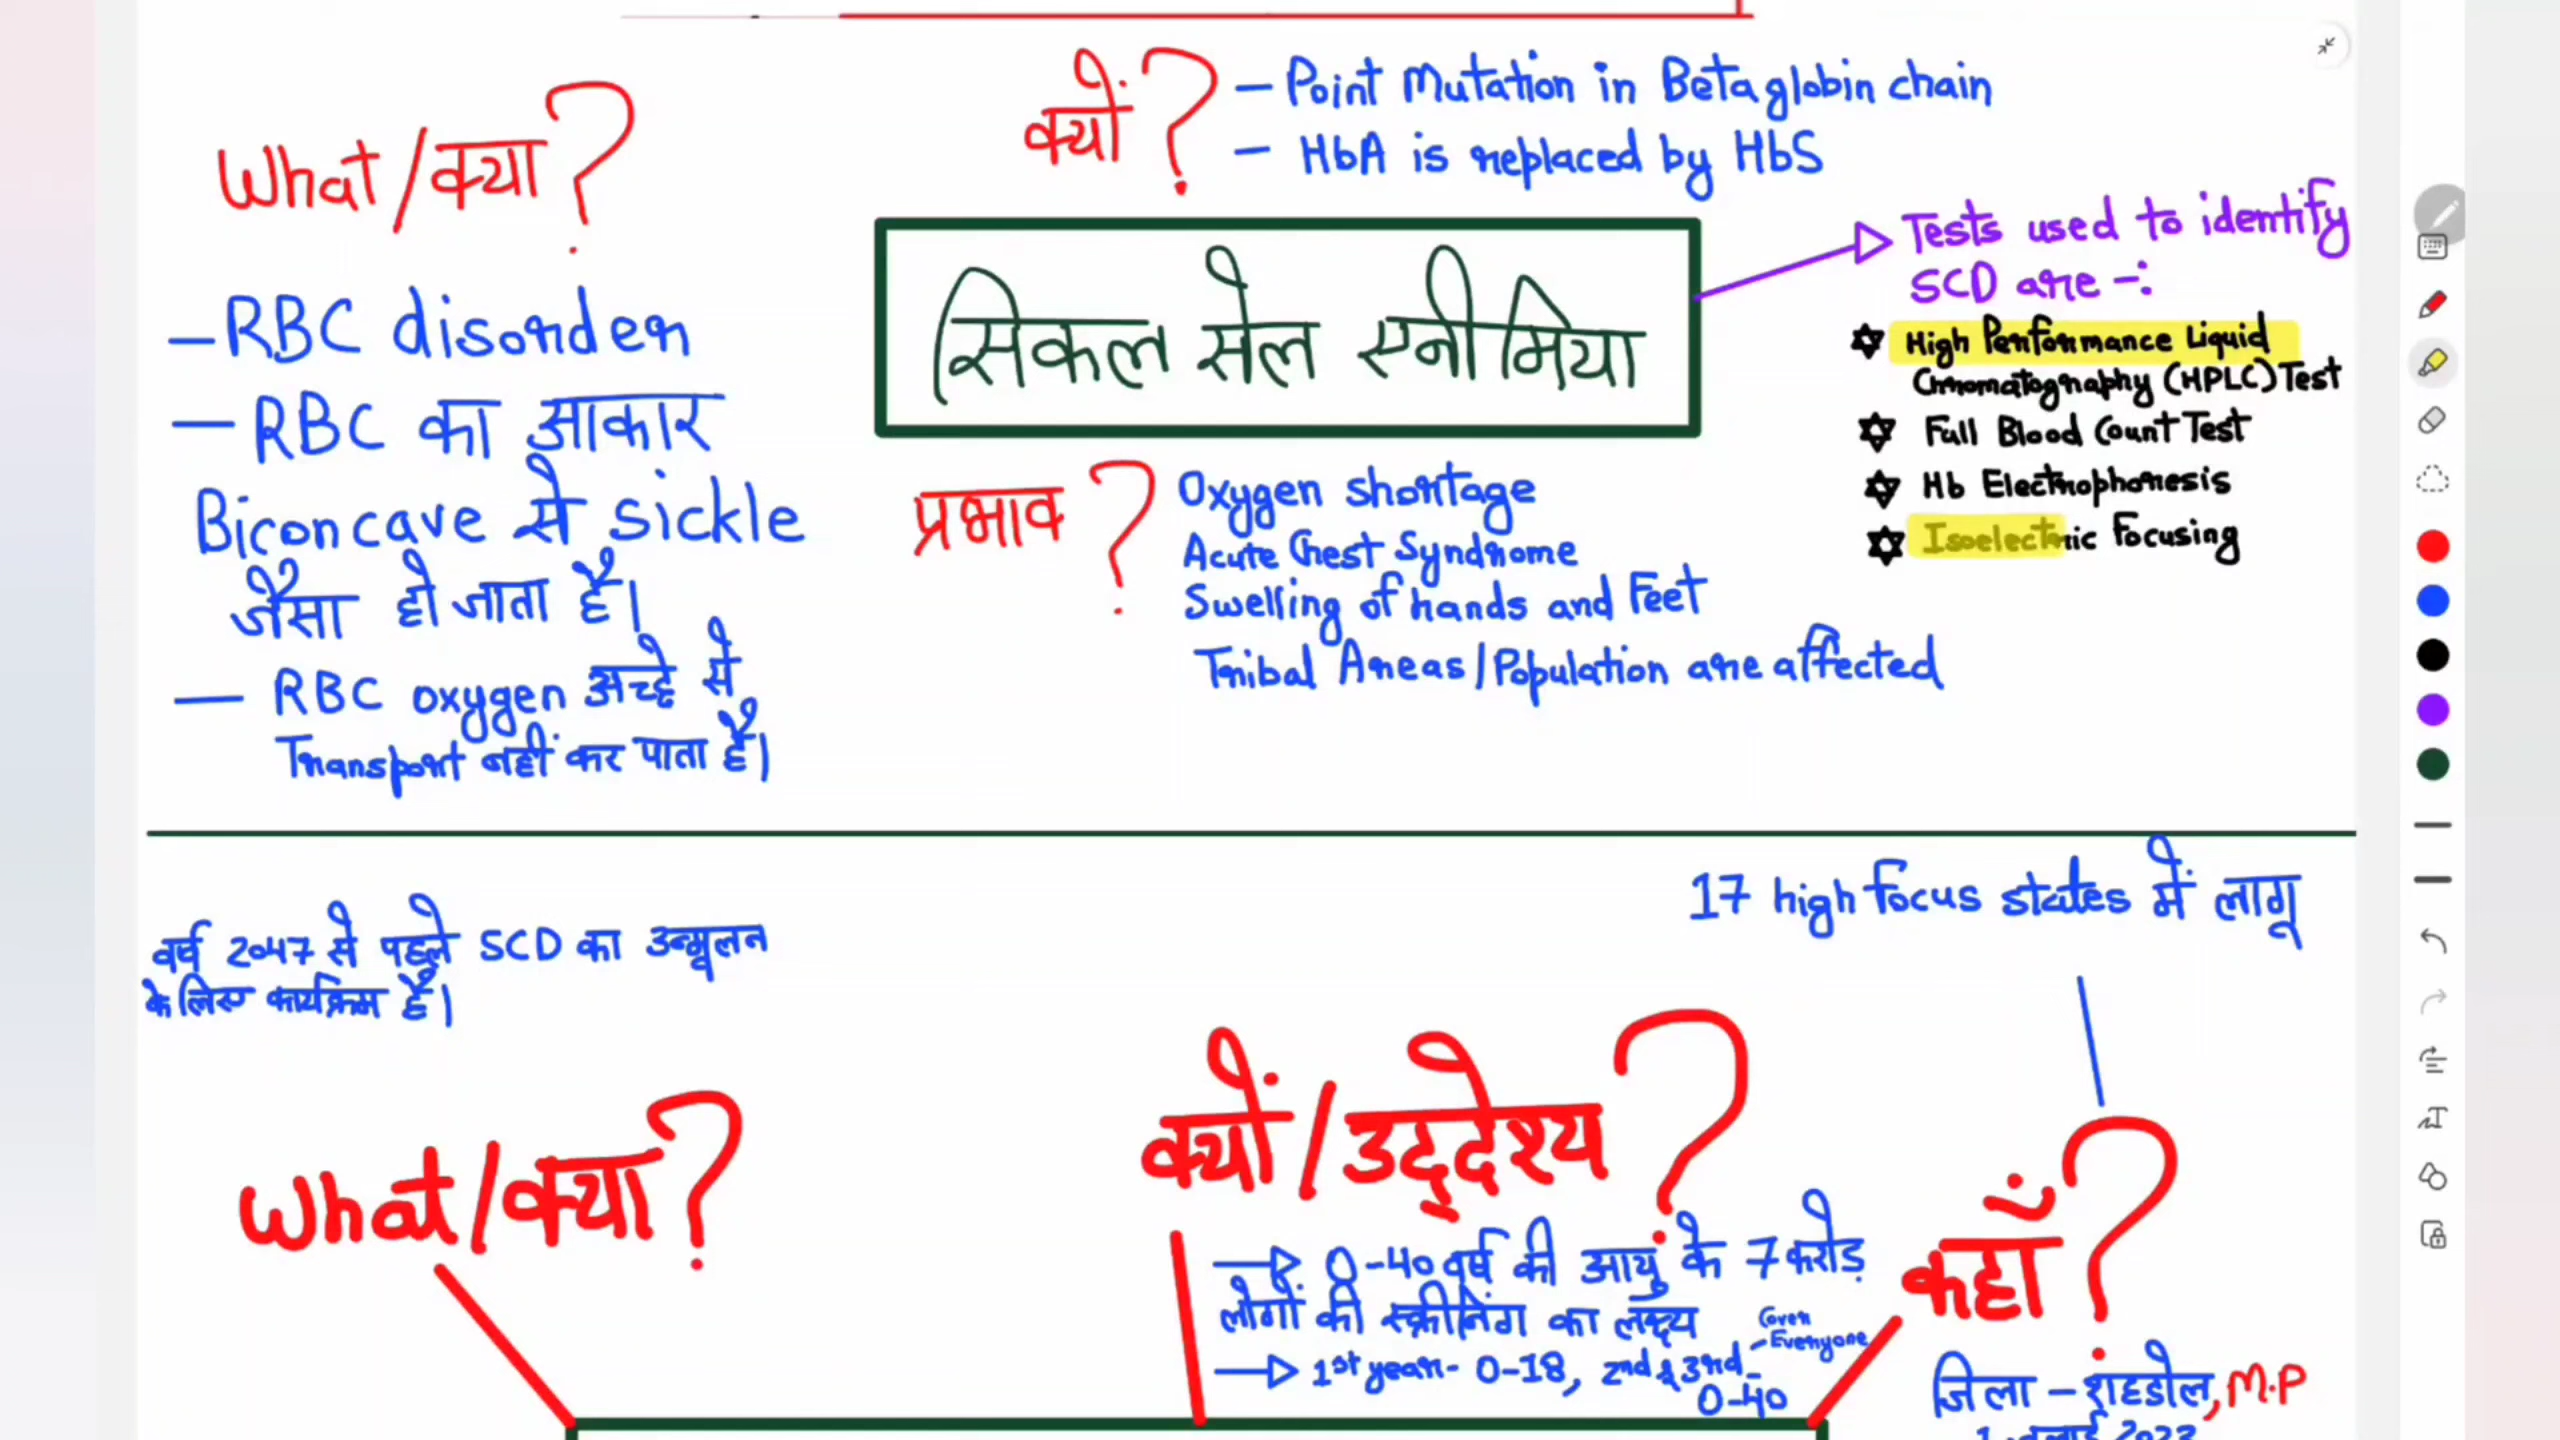 What/क्या?
- RBC disorder
- RBC का आकार
Biconcave से sickle
जैसा हो जाता है।
- RBC oxygen अच्छे से
Transport नहीं कर पाता है।
क्यों?
- Point Mutation in Betaglobin chain
- HbA is replaced by HbS
सिकल सेल एनीमिया
Tests used to identify
SCD are -:
High Performance Liquid
Chromatography (HPLC) Test
Full Blood Count Test
Hb Electrophoresis
Isoelectric Focusing
प्रभाव?
Oxygen shortage
Acute Chest Syndrome
Swelling of hands and Feet
Tribal Areas/Population are affected
वर्ष 2047 से पहले SCD का उन्मूलन
के लिए कार्यक्रम है।
What/क्या?
17 high focus states में लागू
क्यों/उद्देश्य?
→ 0-40 वर्ष की आयु के 7 करोड़
लोगों की स्क्रीनिंग का लक्ष्य
→ 1st year- 0-18, 2nd & 3rd -
0-40
Cover
Everyone
कहाँ?
जिला - शहडोल, M.P
1 जुलाई 2023